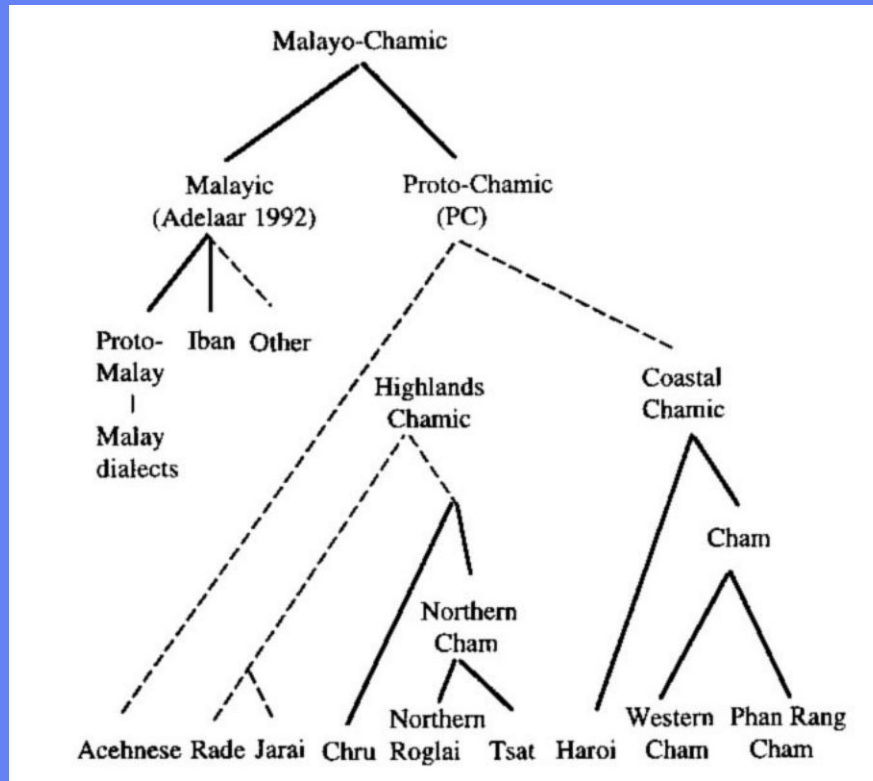 Malayo-Chamic
Malayic
(Adelaar 1992)
Proto-Chamic
(PC)
Proto-
Malay
Malay
dialects
Iban
Other
Highlands
Chamic
Coastal
Chamic
Cham
Northern
Cham
Acehnese
Rade
Jarai
Chru
Northern
Roglai
Tsat
Haroi
Western
Cham
Phan Rang
Cham